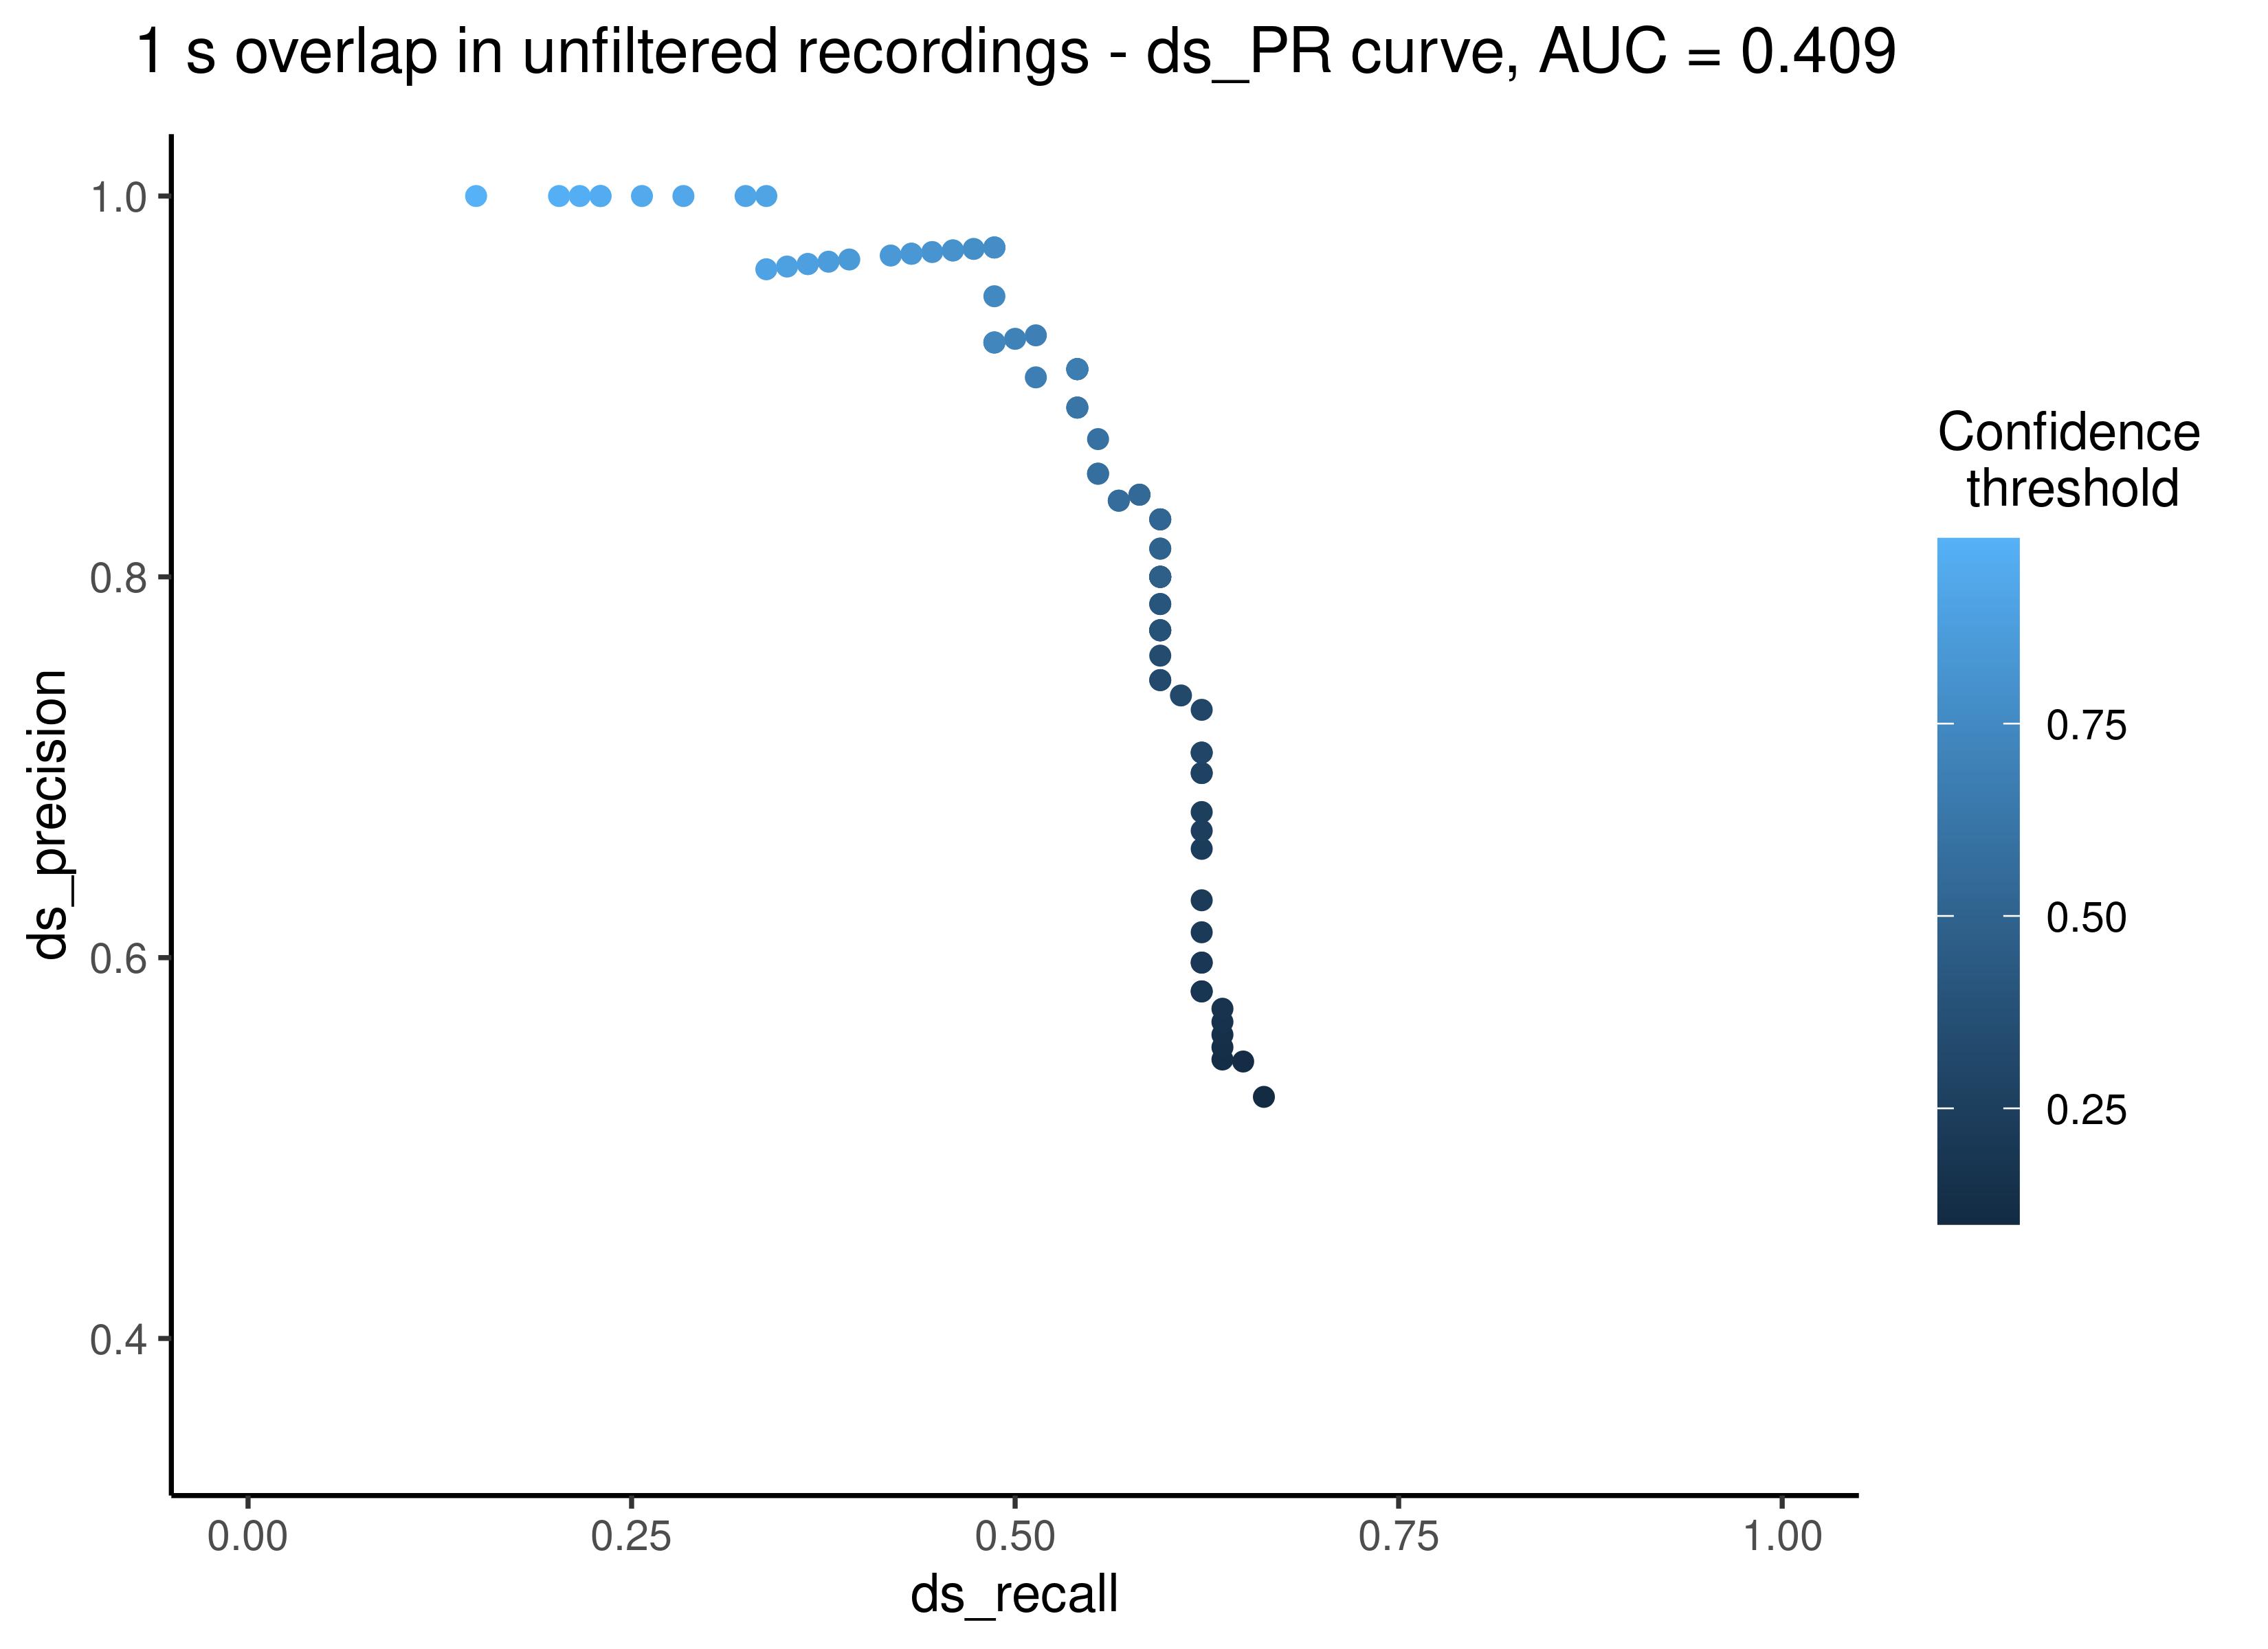 1 s overlap in unfiltered recordings - ds_PR curve, AUC = 0.409
1.0
0.8
0.6
0.4
ds_precision
0.00 0.25 0.50 0.75 1.00
ds_recall
Confidence
threshold
0.75
0.50
0.25